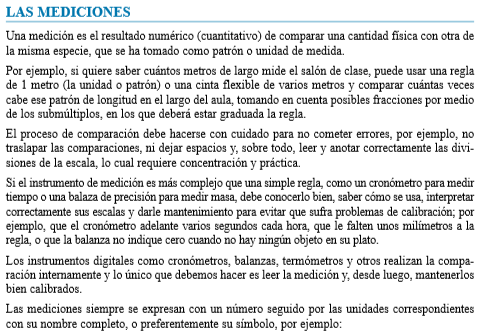 LAS MEDICIONES
Una medición es el resultado numérico (cuantitativo) de comparar una cantidad física con otra de
la misma especie, que se ha tomado como patrón o unidad de medida.
Por ejemplo, si quiere saber cuántos metros de largo mide el salón de clase, puede usar una regla
de 1 metro (la unidad o patrón) o una cinta flexible de varios metros y comparar cuántas veces
cabe ese patrón de longitud en el largo del aula, tomando en cuenta posibles fracciones por medio
de los submúltiplos, en los que deberá estar graduada la regla.
El proceso de comparación debe hacerse con cuidado para no cometer errores, por ejemplo, no
traslapar las comparaciones, ni dejar espacios y, sobre todo, leer y anotar correctamente las divi-
siones de la escala, lo cual requiere concentración y práctica.
Si el instrumento de medición es más complejo que una simple regla, como un cronómetro para medir
tiempo o una balaza de precisión para medir masa, debe conocerlo bien, saber cómo se usa, interpretar
correctamente sus escalas y darle mantenimiento para evitar que sufra problemas de calibración; por
ejemplo, que el cronómetro adelante varios segundos cada hora, que le falten unos milímetros a la
regla, o que la balanza no indique cero cuando no hay ningún objeto en su plato.
Los instrumentos digitales como cronómetros, balanzas, termómetros y otros realizan la compa-
ración internamente y lo único que debemos hacer es leer la medición y, desde luego, mantenerlos
bien calibrados.
Las mediciones siempre se expresan con un número seguido por las unidades correspondientes
con su nombre completo, o preferentemente su símbolo, por ejemplo: